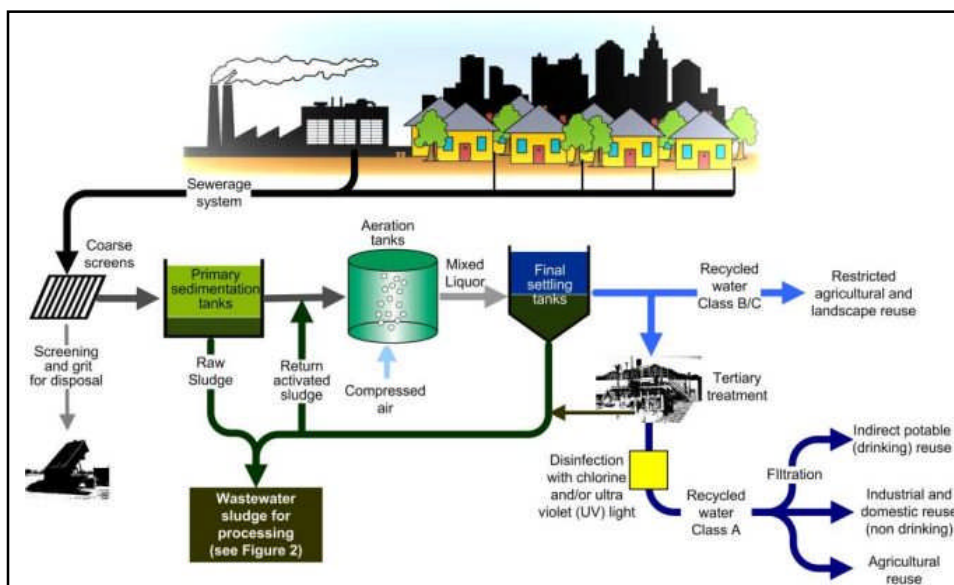 Sewerage
system
Coarse
screens
Primary
sedimentation
tanks
Aeration
tanks
Mixed
Liquor
Final
settling
tanks
Recycled
water
Class B/C
Restricted
agricultural and
landscape reuse
Screening
and grit
for disposal
Raw
Sludge
Return
activated
sludge
Compressed
air
Tertiary
treatment
Wastewater
sludge for
processing
(see Figure 2)
Disinfection
with chlorine
and/or ultra
violet (UV) light
Recycled
water
Class A
Filtration
Indirect potable
(drinking) reuse
Industrial and
domestic reuse
(non drinking)
Agricultural
reuse